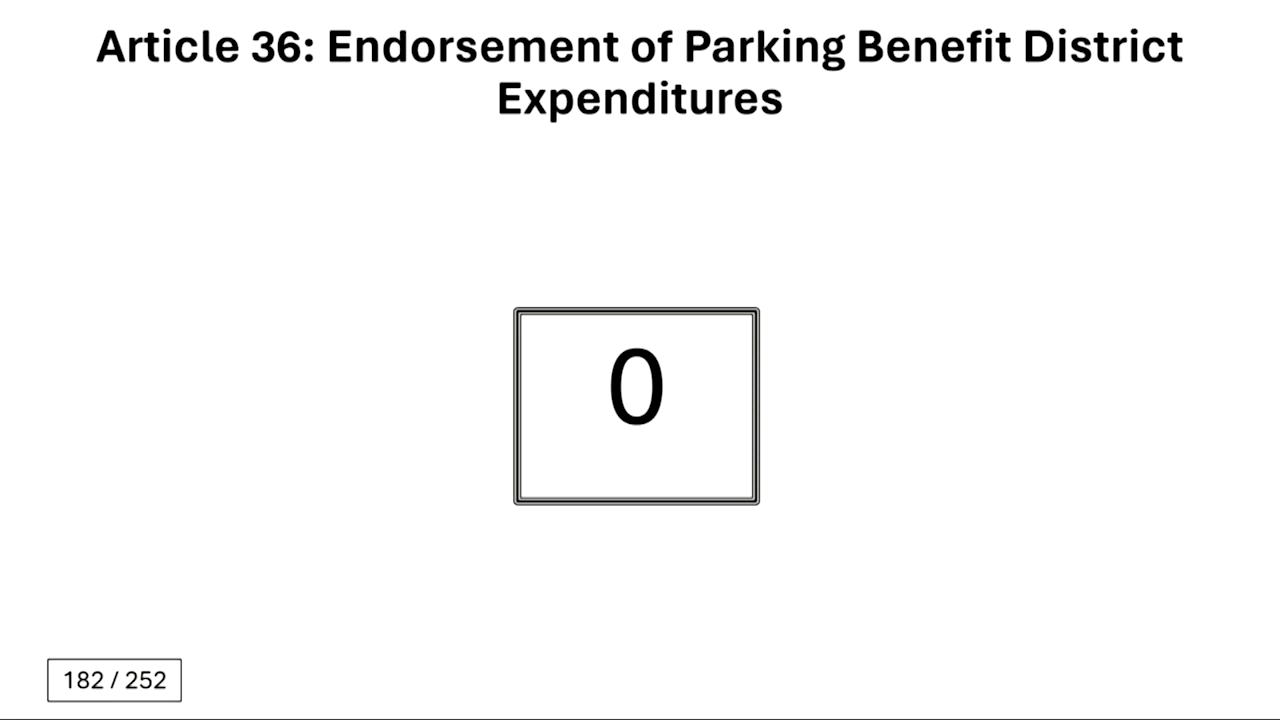 Article 36: Endorsement of Parking Benefit District
Expenditures
0
182 / 252